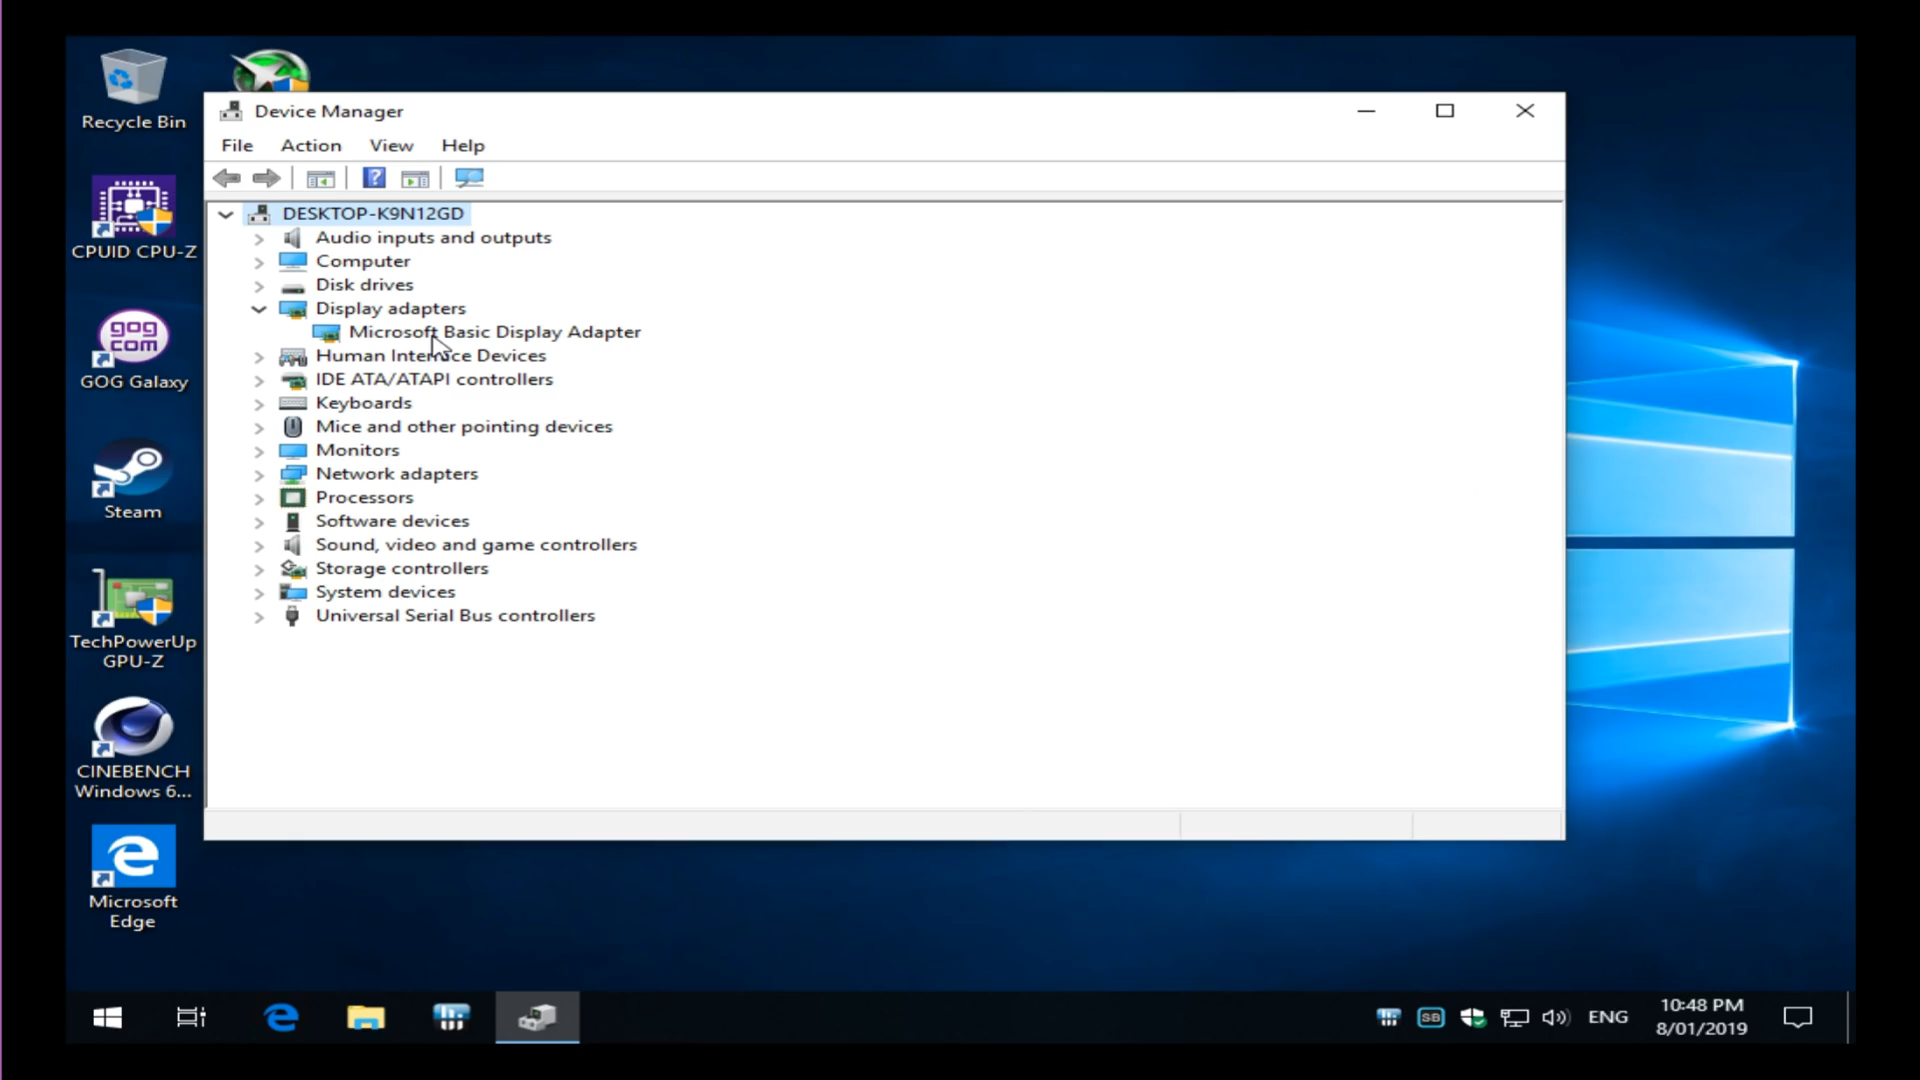 Recycle Bin
CPUID CPU-Z
gog
com
GOG Galaxy
Steam
TechPowerUp
GPU-Z
CINEBENCH
Windows 6...
Microsoft
Edge
Device Manager
File Action View Help
DESKTOP-K9N12GD
Audio inputs and outputs
Computer
Disk drives
Display adapters
Microsoft Basic Display Adapter
Human Interface Devices
IDE ATA/ATAPI controllers
Keyboards
Mice and other pointing devices
Monitors
Network adapters
Processors
Software devices
Sound, video and game controllers
Storage controllers
System devices
Universal Serial Bus controllers
SB
ENG
10:48 PM
8/01/2019